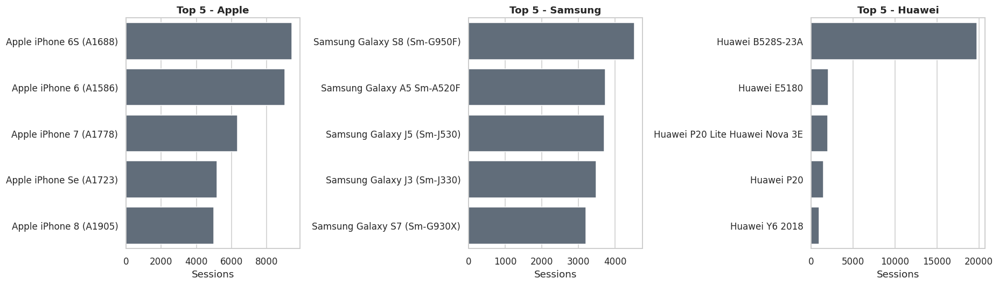 Top 5 - Apple
Apple iPhone 6S (A1688)
Apple iPhone 6 (A1586)
Apple iPhone 7 (A1778)
Apple iPhone Se (A1723)
Apple iPhone 8 (A1905)
0 2000 4000 6000 8000
Sessions
Top 5 - Samsung
Samsung Galaxy S8 (Sm-G950F)
Samsung Galaxy A5 Sm-A520F
Samsung Galaxy J5 (Sm-J530)
Samsung Galaxy J3 (Sm-J330)
Samsung Galaxy S7 (Sm-G930X)
0 1000 2000 3000 4000
Sessions
Top 5 - Huawei
Huawei B528S-23A
Huawei E5180
Huawei P20 Lite Huawei Nova 3E
Huawei P20
Huawei Y6 2018
0 5000 10000 15000 20000
Sessions